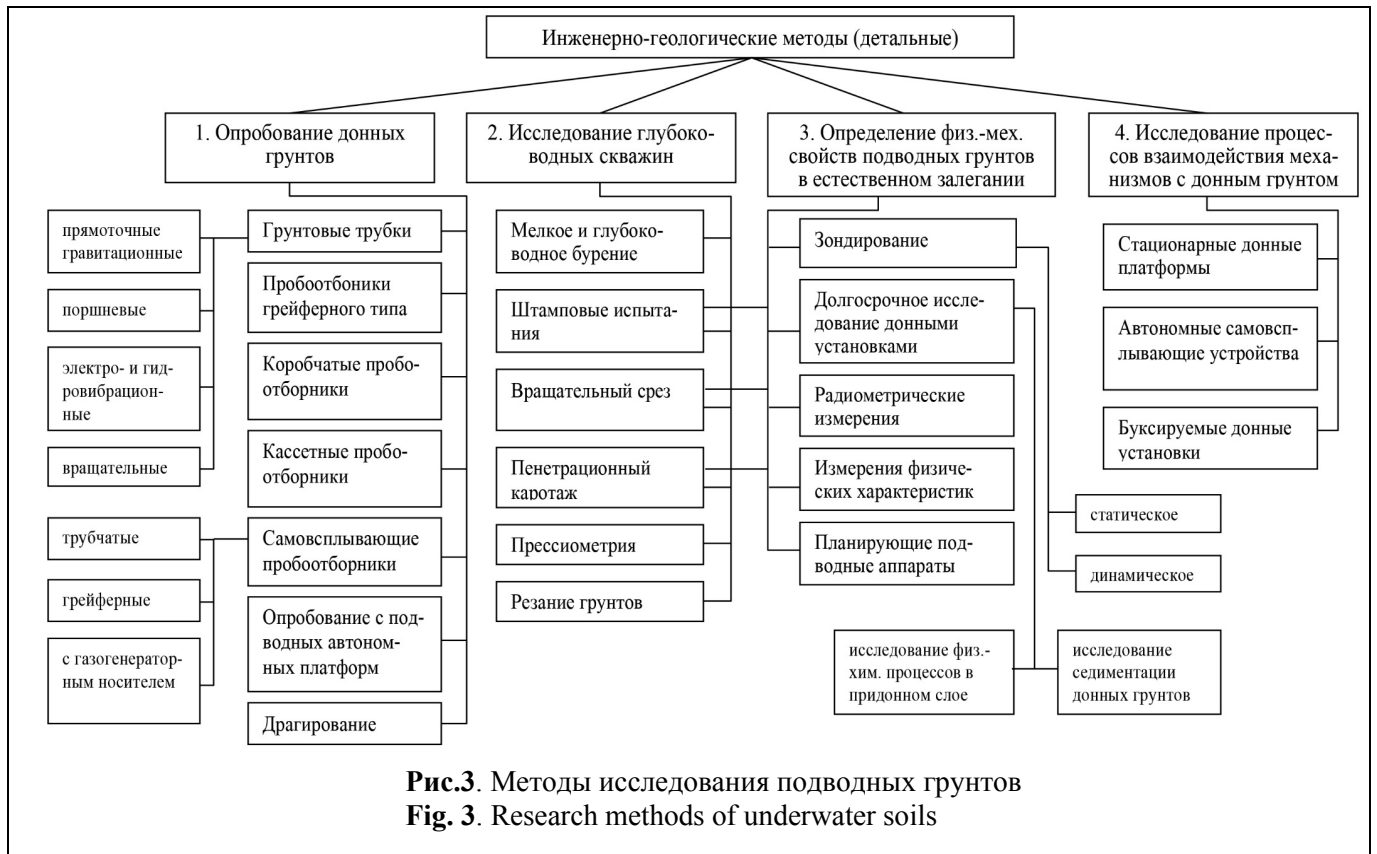 Инженерно-геологические методы (детальные)
1. Опробование донных
грунтов
2. Исследование глубоко-
водных скважин
3. Определение физ.-мех.
свойств подводных грунтов
в естественном залегании
4. Исследование процес-
сов взаимодействия меха-
низмов с донным грунтом
прямоточные
гравитационные
поршневые
электро- и гид-
ровибрацион-
ные
вращательные
трубчатые
грейферные
с газогенератор-
ным носителем
Грунтовые трубки
Пробоотбоники
грейферного типа
Коробчатые пробо-
отборники
Кассетные пробо-
отборники
Самовсплывающие
пробоотборники
Опробование с под-
водных автоном-
ных платформ
Драгирование
Мелкое и глубоко-
водное бурение
Штамповые испыта-
ния
Вращательный срез
Пенетрационный
каротаж
Прессиометрия
Резание грунтов
Зондирование
Долгосрочное иссле-
дование донными
установками
Радиометрические
измерения
Измерения физиче-
ских характеристик
Планирующие под-
водные аппараты
исследование физ.-
хим. процессов в
придонном слое
Стационарные донные
платформы
Автономные самовсп-
лывающие устройства
Буксируемые донные
установки
статическое
динамическое
исследование
седиментации
донных грунтов
Рис.3. Методы исследования подводных грунтов
Fig. 3. Research methods of underwater soils